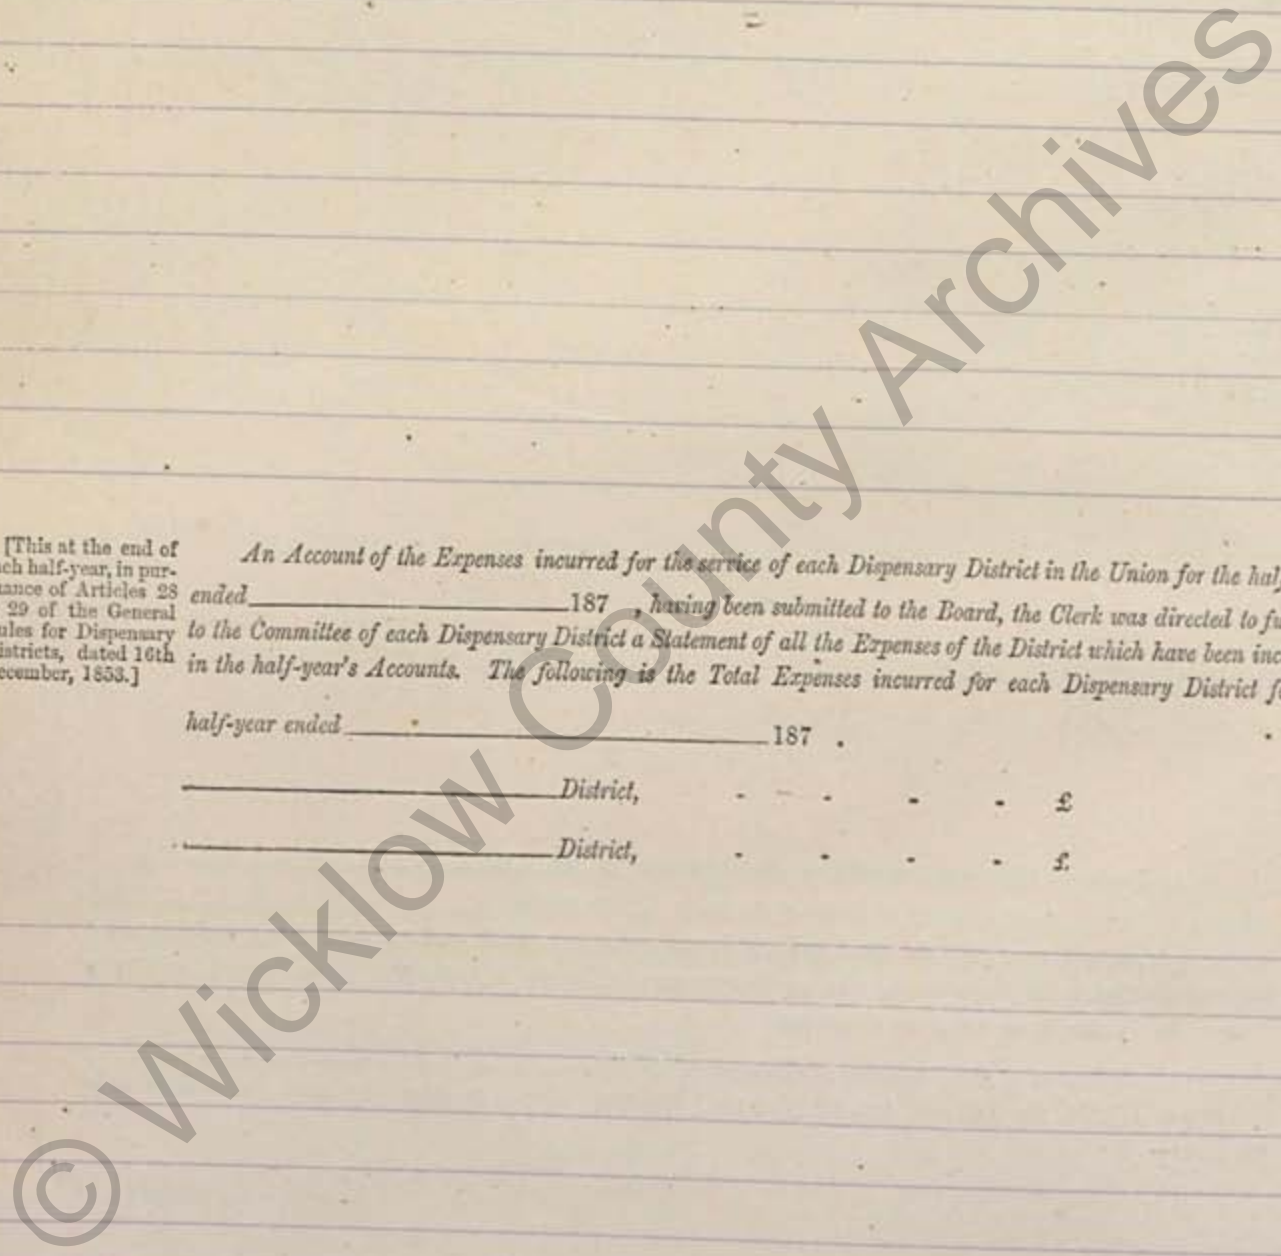 [This at the end of
ch half-year, in pur-
uance of Articles 28
29 of the General
ules for Dispensary
istricts, dated 16th
ecember, 1853.]
An Account of the Expenses incurred for the service of each Dispensary District in the Union for the half
ended 187 , having been submitted to the Board, the Clerk was directed to fu
to the Committee of each Dispensary District a Statement of all the Expenses of the District which have been inc
in the half-year's Accounts. The following is the Total Expenses incurred for each Dispensary District f
half-year ended 187 .
District, - - - - £
District, - - - - £
© Wicklow County Archives